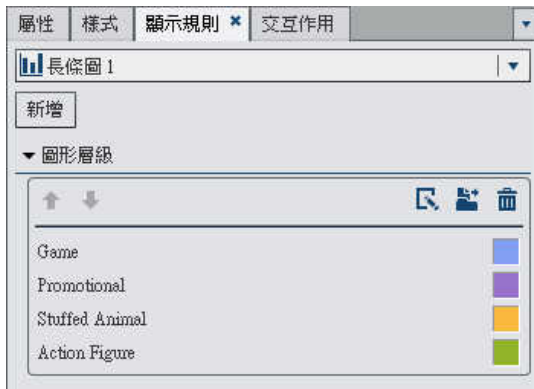 屬性 樣式 顯示規則 交互作用
長條圖 1
新增
圖形層級
Game
Promotional
Stuffed Animal
Action Figure